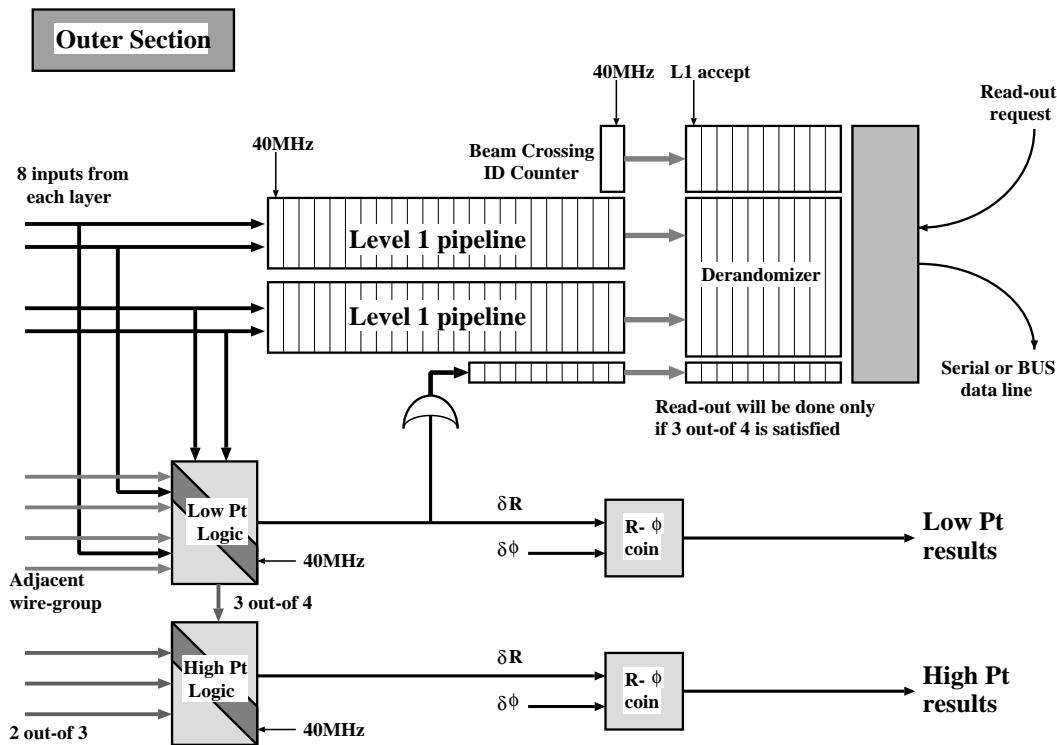 Outer Section
40MHz
L1 accept
Read-out
request
40MHz
Beam Crossing
ID Counter
8 inputs from
each layer
Level 1 pipeline
Derandomizer
Level 1 pipeline
Serial or BUS
data line
Read-out will be done only
if 3 out-of 4 is satisfied
Low Pt
Logic
δR
δϕ
R- ϕ
coin
Low Pt
results
40MHz
Adjacent
wire-group
3 out-of 4
High Pt
Logic
δR
δϕ
R- ϕ
coin
High Pt
results
2 out-of 3
40MHz